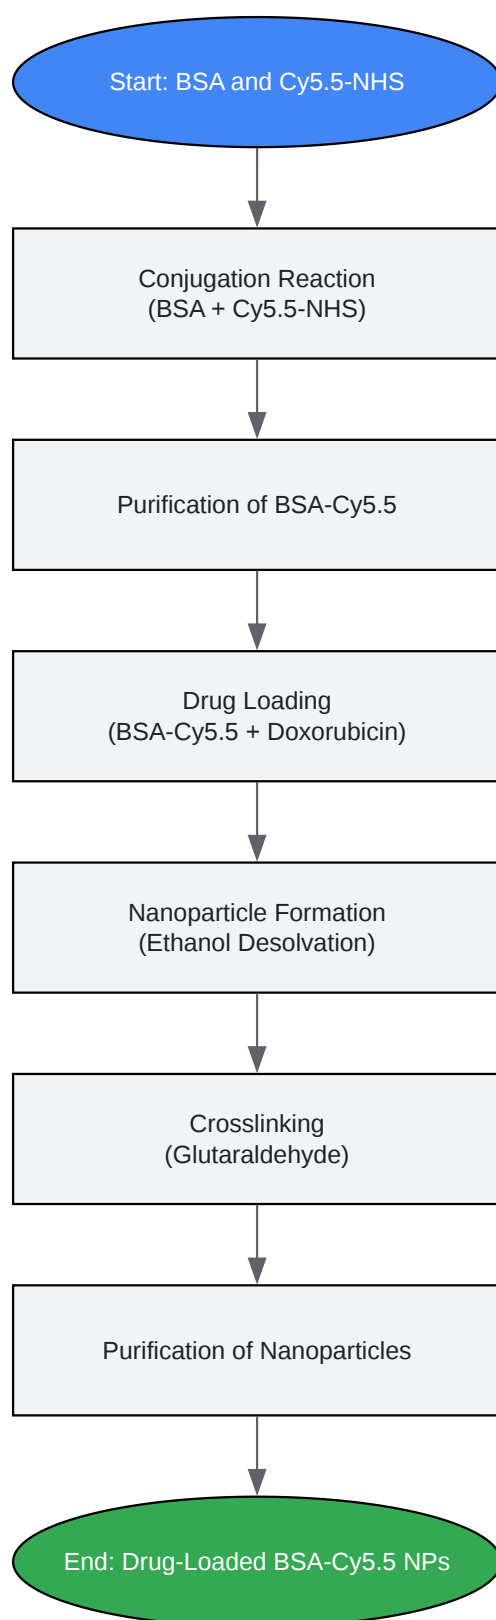 Start: BSA and Cy5.5-NHS
Conjugation Reaction
(BSA + Cy5.5-NHS)
Purification of BSA-Cy5.5
Drug Loading
(BSA-Cy5.5 + Doxorubicin)
Nanoparticle Formation
(Ethanol Desolvation)
Crosslinking
(Glutaraldehyde)
Purification of Nanoparticles
End: Drug-Loaded BSA-Cy5.5 NPs